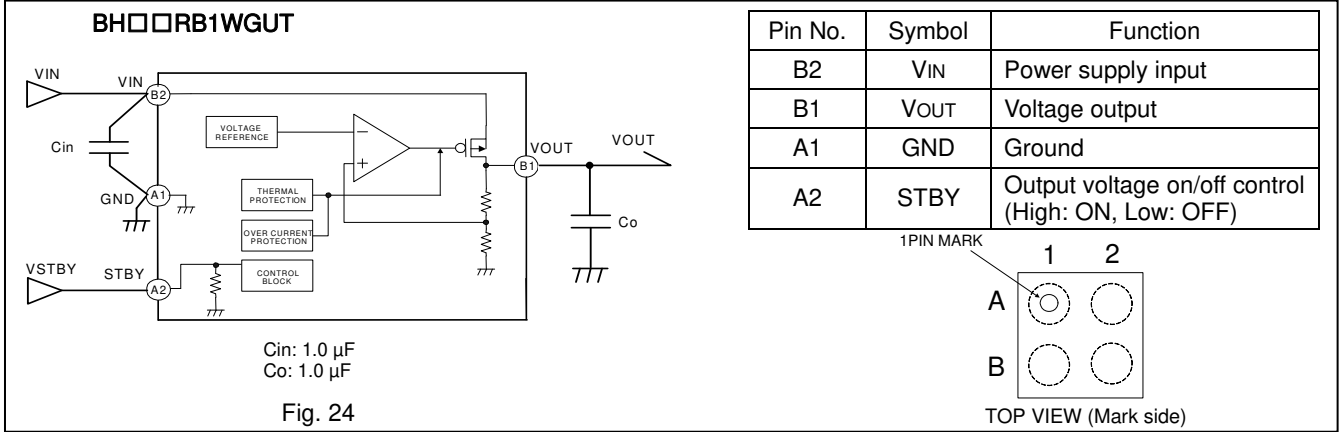 BH□□RB1WGUT
VIN
VIN
B2
Cin
GND
A1
VSTBY
STBY
A2
VOLTAGE
REFERENCE
−
+
THERMAL
PROTECTION
OVER CURRENT
PROTECTION
CONTROL
BLOCK
VOUT
B1
VOUT
Co
Cin: 1.0 μF
Co: 1.0 μF
Fig. 24
Pin No. Symbol Function
B2 VIN Power supply input
B1 VOUT Voltage output
A1 GND Ground
A2 STBY Output voltage on/off control
(High: ON, Low: OFF)
1PIN MARK
1 2
A
B
TOP VIEW (Mark side)